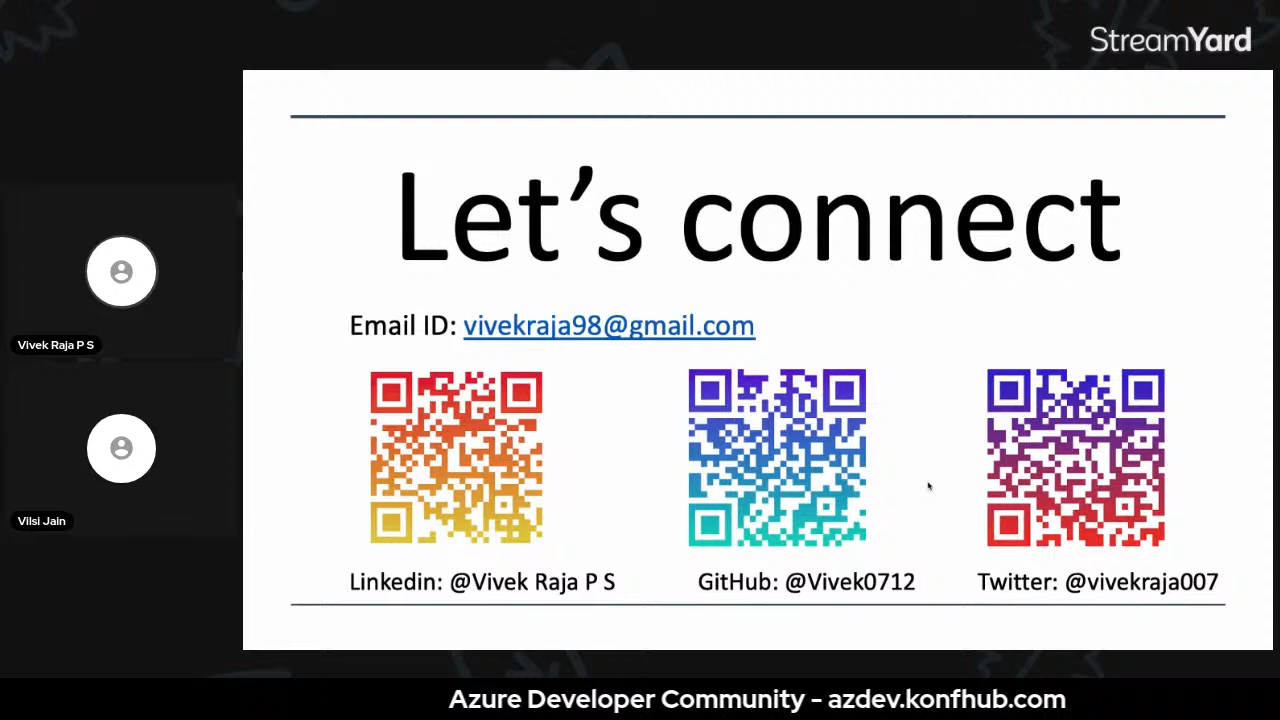 StreamYard
Let's connect
Email ID: vivekraja98@gmail.com
Linkedin: @Vivek Raja P S
GitHub: @Vivek0712
Twitter: @vivekraja007
Vivek Raja P S
Vilsi Jain
Azure Developer Community - azdev.konfhub.com